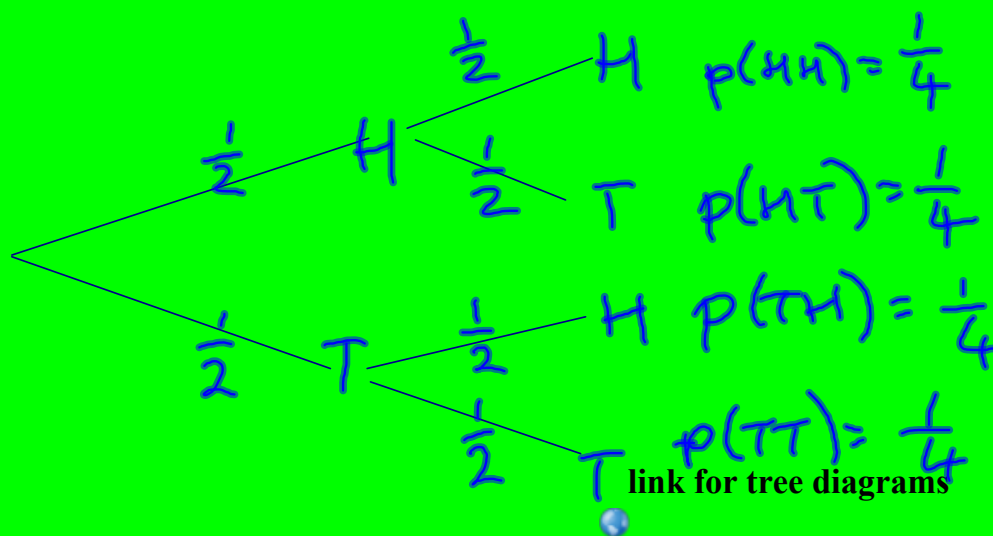 1/2 H p(HH) = 1/4
1/2 H
1/2 T p(HT) = 1/4
1/2 H p(TH) = 1/4
1/2 T
1/2 T p(TT) = 1/4
link for tree diagrams